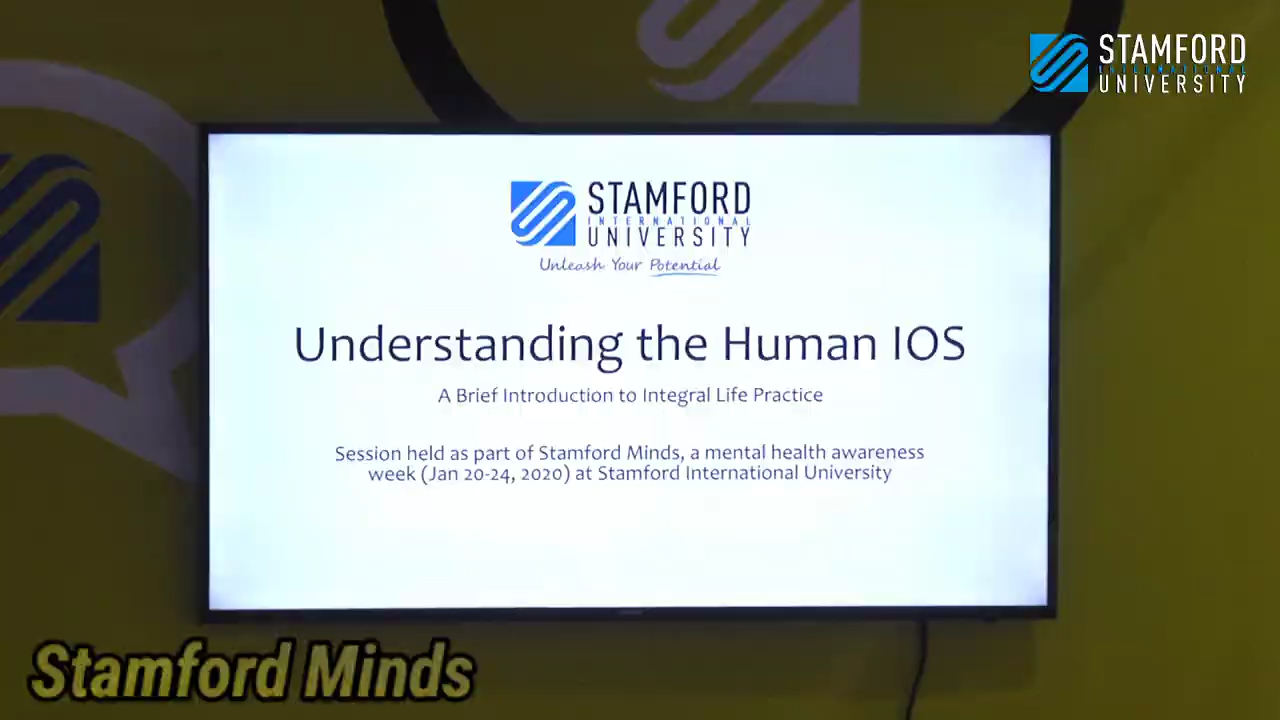 STAMFORD
INTERNATIONAL
UNIVERSITY
STAMFORD
INTERNATIONAL
UNIVERSITY
Unleash Your Potential
Understanding the Human IOS
A Brief Introduction to Integral Life Practice
Session held as part of Stamford Minds, a mental health awareness
week (Jan 20-24, 2020) at Stamford International University
Stamford Minds